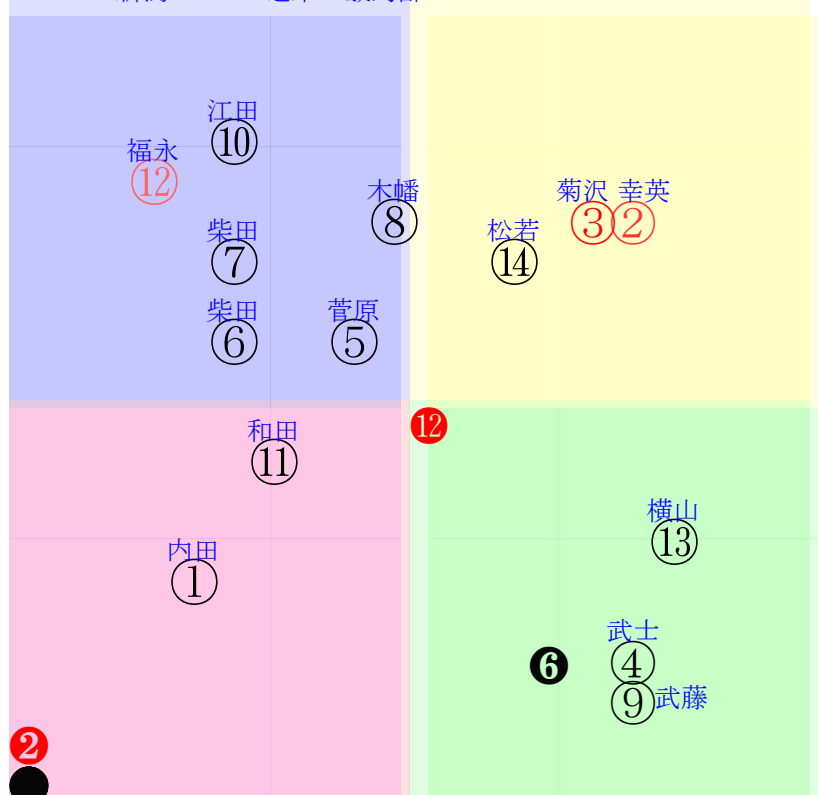 江田
⑩
福永
⑫
木幡
⑧
菊沢 幸英
③②
柴田
⑦
松若
⑭
柴田
⑥
菅原
⑤
⓬
和田
⑪
横山
⑬
内田
①
武士
④
❻
⑨武藤
❷